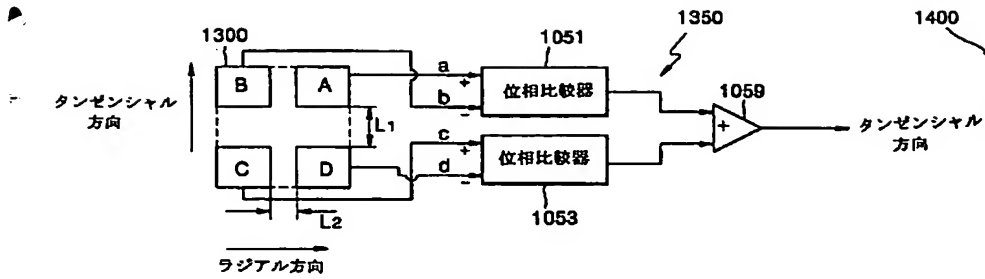 1400
1300
1051
1350
B
A
a
+
b
-
位相比較器
1059
+
タンゼンシャル
方向
L1
タンゼンシャル
方向
C
D
c
+
d
-
位相比較器
1053
L2
ラジアル方向